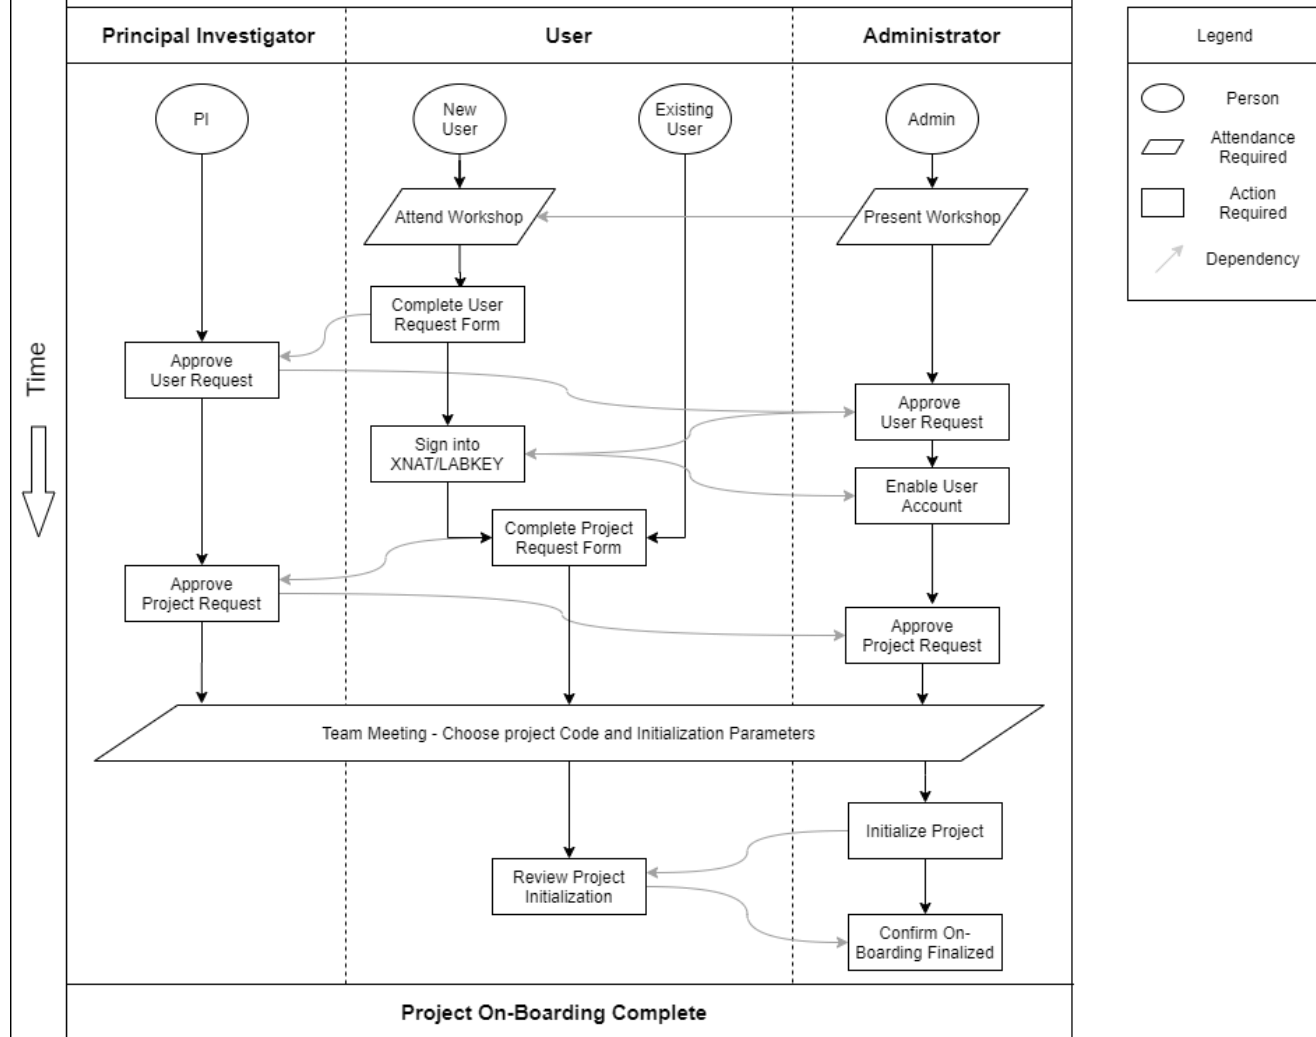 Principal Investigator
User
Administrator
Legend
PI
New
User
Existing
User
Admin
Person
Attendance
Required
Action
Required
Dependency
Attend Workshop
Present Workshop
Complete User
Request Form
Time
Approve
User Request
Approve
User Request
Sign into
XNAT/LABKEY
Enable User
Account
Complete Project
Request Form
Approve
Project Request
Approve
Project Request
Team Meeting - Choose project Code and Initialization Parameters
Initialize Project
Review Project
Initialization
Confirm On-
Boarding Finalized
Project On-Boarding Complete